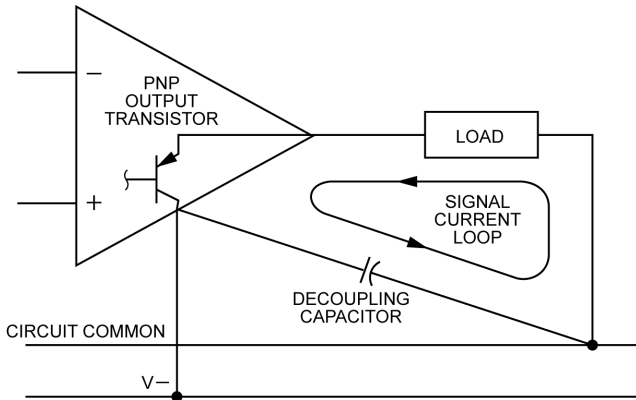 −
PNP
OUTPUT
TRANSISTOR
+
LOAD
SIGNAL
CURRENT
LOOP
DECOUPLING
CAPACITOR
CIRCUIT COMMON
V−